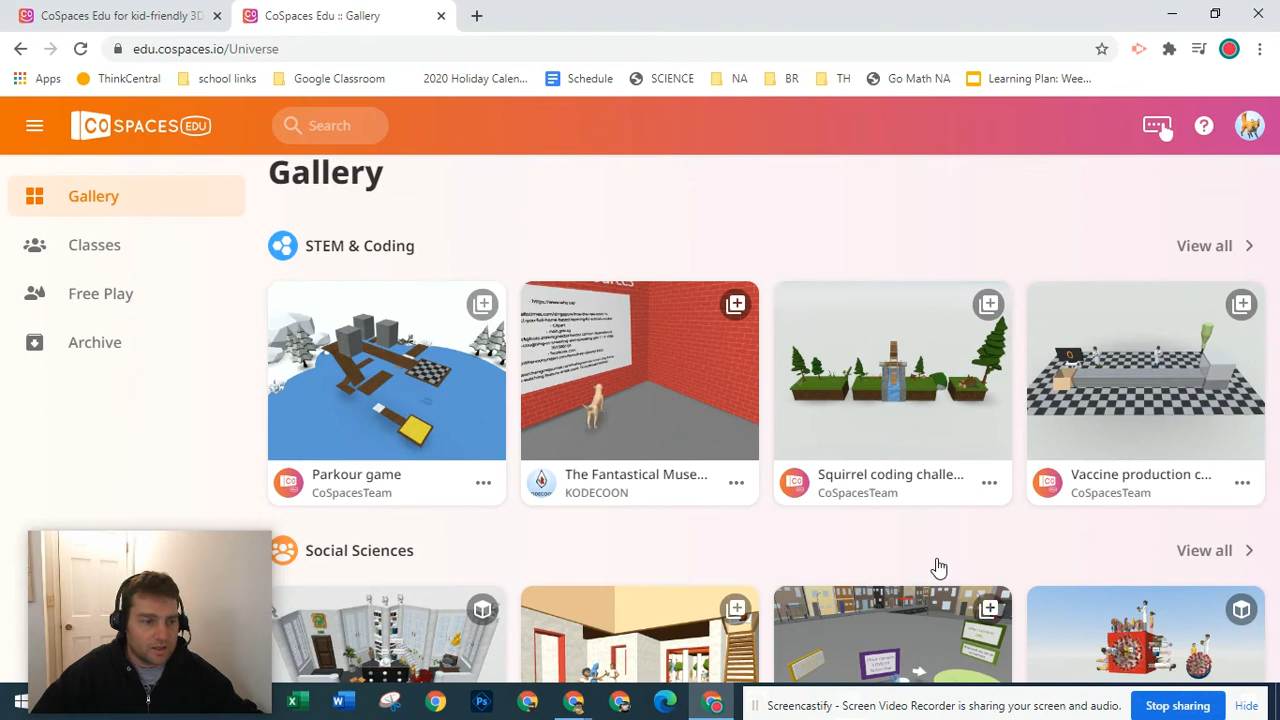 CoSpaces Edu for kid-friendly 3D
CoSpaces Edu :: Gallery
edu.cospaces.io/Universe
Apps ThinkCentral school links Google Classroom 2020 Holiday Calen... Schedule SCIENCE NA BR TH Go Math NA Learning Plan: Wee...
CO SPACES EDU
Search
Gallery
Gallery
STEM & Coding
View all
Classes
Free Play
Archive
Parkour game
CoSpacesTeam
The Fantastical Muse...
KODECOON
Squirrel coding challe...
CoSpacesTeam
Vaccine production c...
CoSpacesTeam
Social Sciences
View all
Screencastify - Screen Video Recorder is sharing your screen and audio.
Stop sharing
Hide